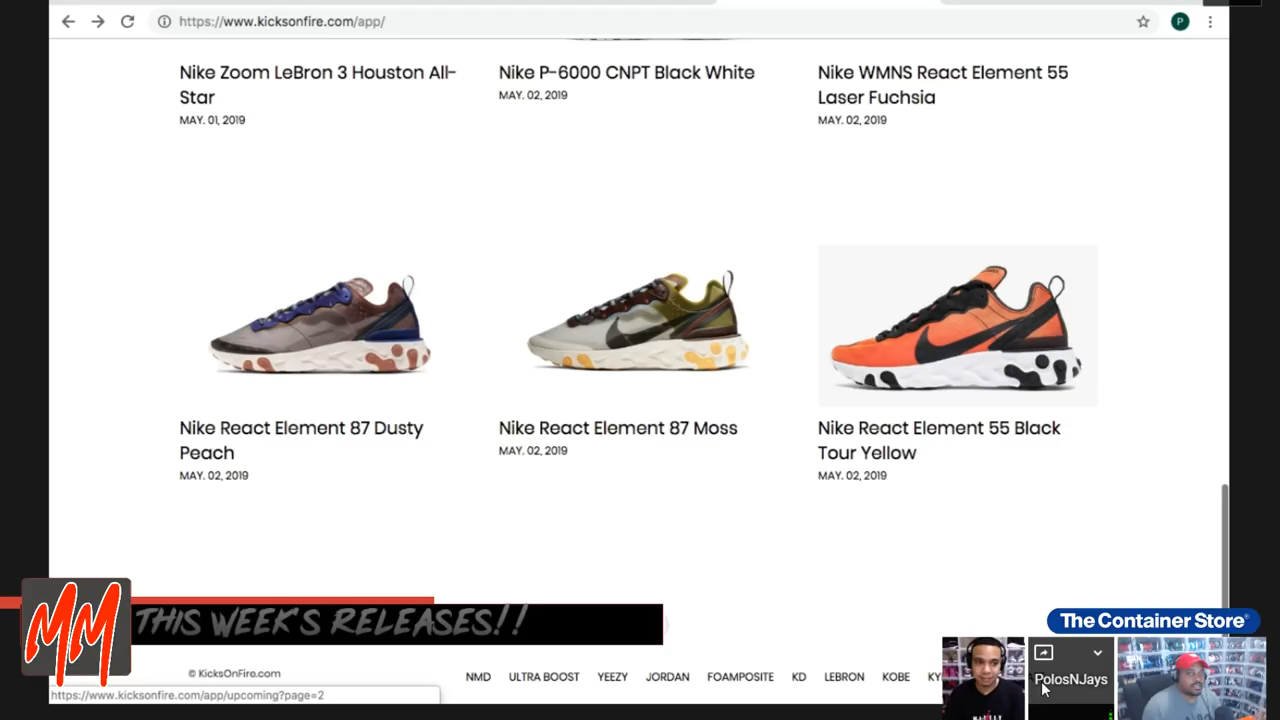 https://www.kicksonfire.com/app/
P
Nike Zoom LeBron 3 Houston All-
Star
MAY. 01, 2019
Nike P-6000 CNPT Black White
MAY. 02, 2019
Nike WMNS React Element 55
Laser Fuchsia
MAY. 02, 2019
Nike React Element 87 Dusty
Peach
MAY. 02, 2019
Nike React Element 87 Moss
MAY. 02, 2019
Nike React Element 55 Black
Tour Yellow
MAY. 02, 2019
MM
THIS WEEK'S RELEASES!!
The Container Store
© KicksOnFire.com
NMD ULTRA BOOST YEEZY JORDAN FOAMPOSITE KD LEBRON KOBE KY
PolosNJays
https://www.kicksonfire.com/app/upcoming?page=2